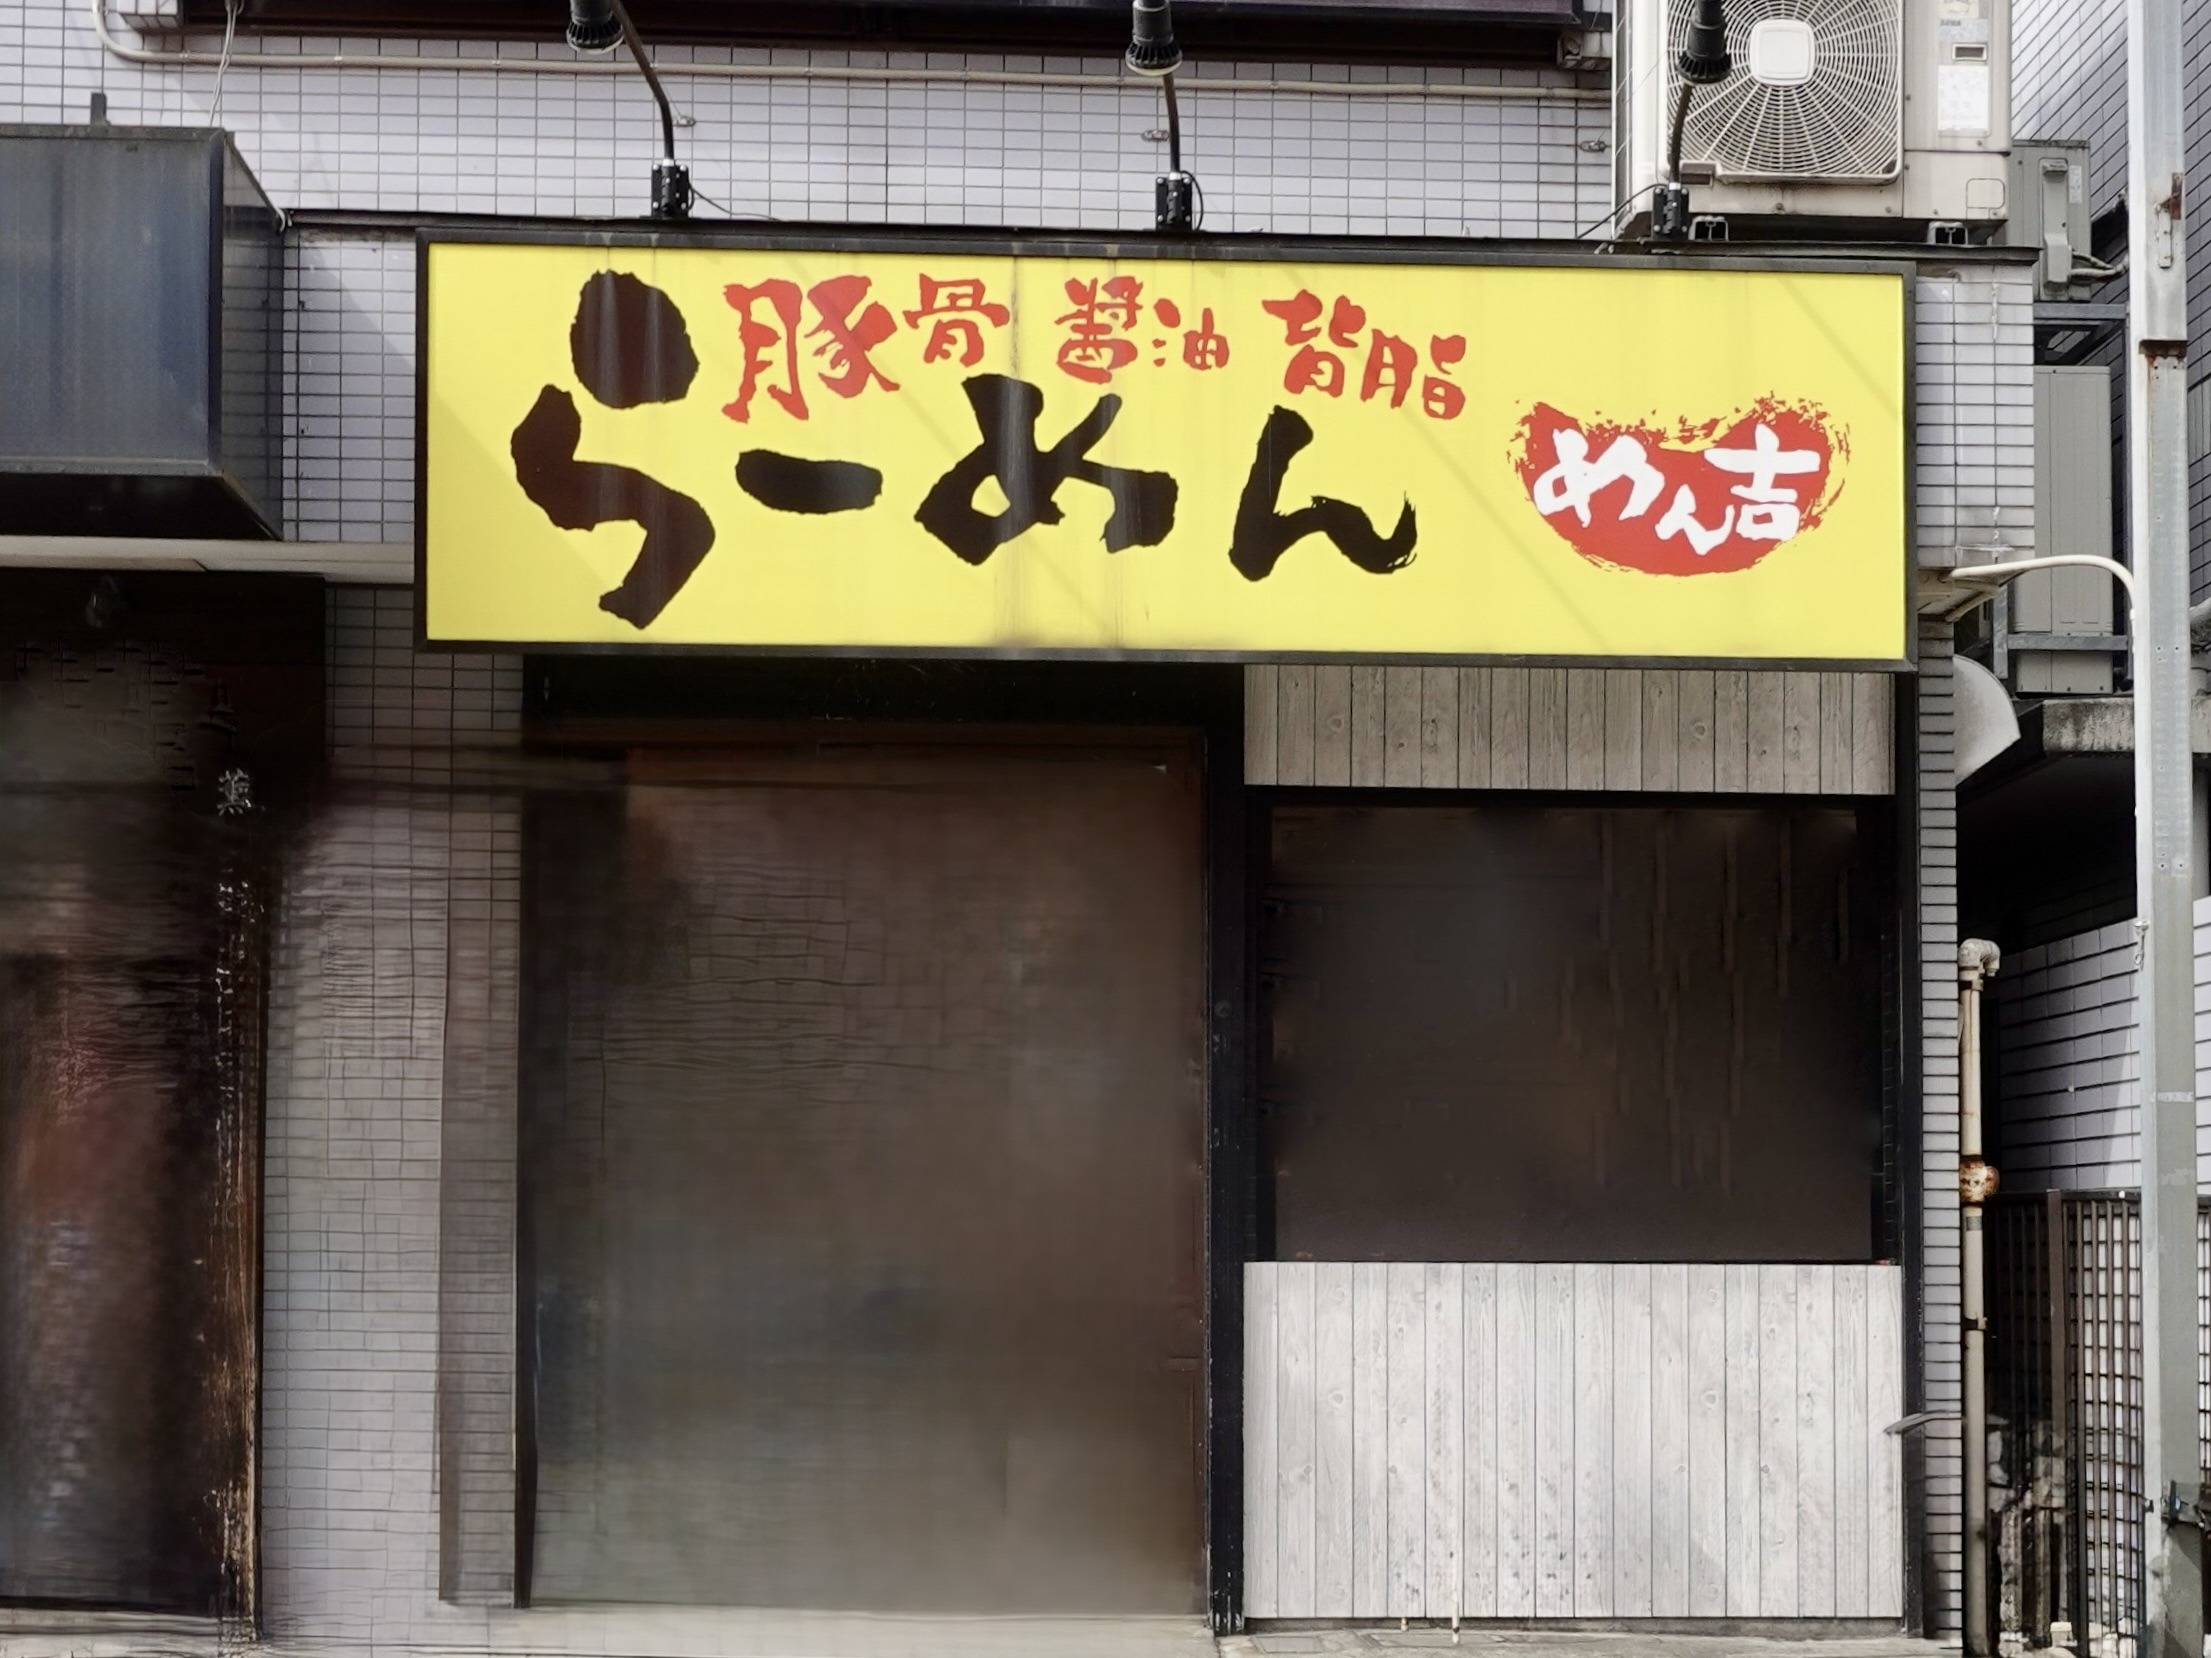 豚骨 醤油 背脂
らーめん
めん吉